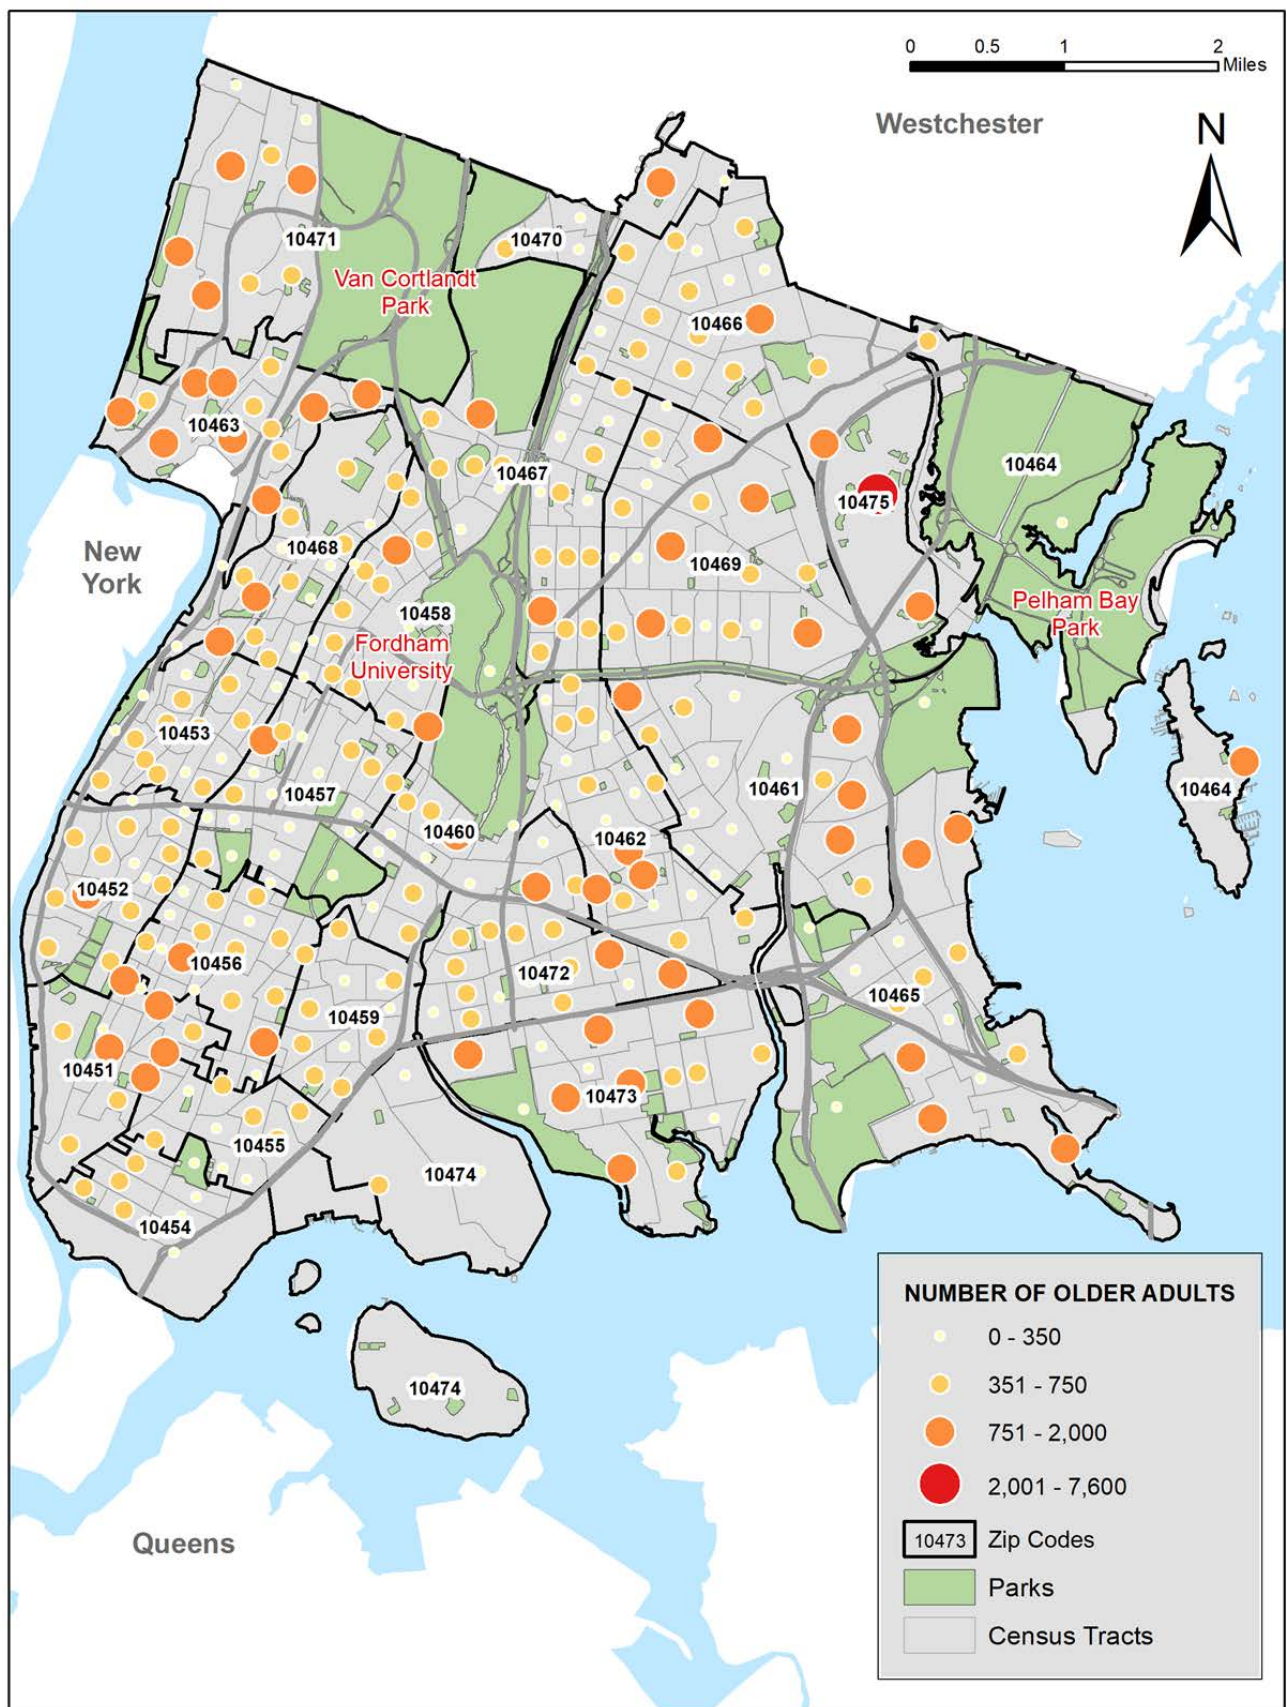 0 0.5 1 2
Miles
Westchester
N
10471
10470
Van Cortlandt
Park
10466
10463
10467
10464
10475
New
York
10468
10469
10458
Fordham
University
Pelham Bay
Park
10453
10457
10461
10464
10460
10462
10452
10456
10472
10465
10459
10451
10473
10455
10474
10454
10474
Queens
NUMBER OF OLDER ADULTS
0 - 350
351 - 750
751 - 2,000
2,001 - 7,600
10473 Zip Codes
Parks
Census Tracts